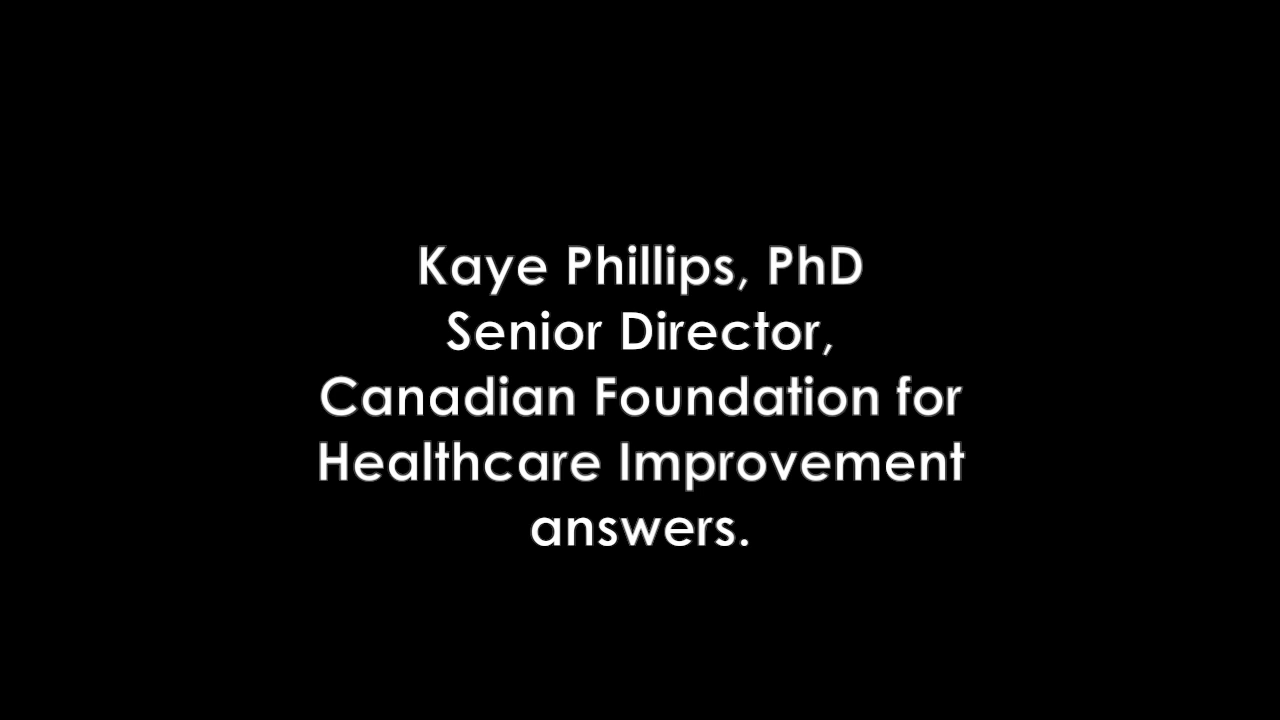 Kaye Phillips, PhD
Senior Director,
Canadian Foundation for
Healthcare Improvement
answers.